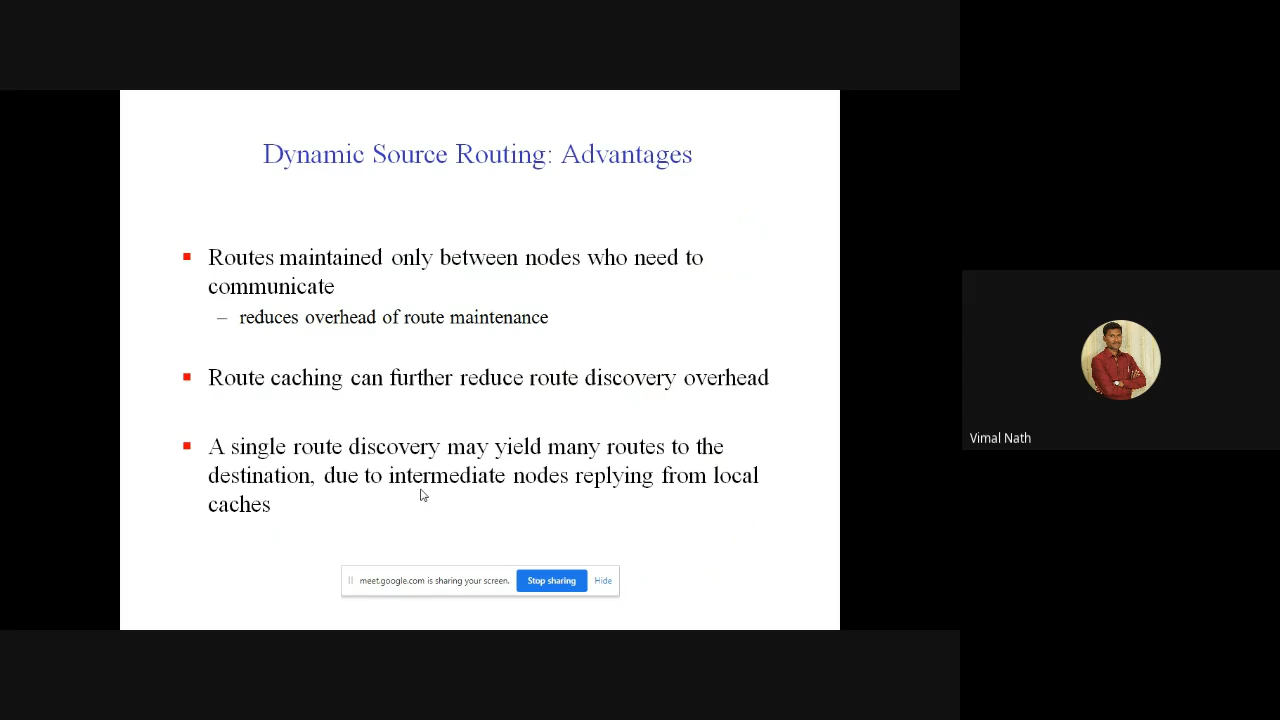 Dynamic Source Routing: Advantages
Routes maintained only between nodes who need to
communicate
– reduces overhead of route maintenance
Route caching can further reduce route discovery overhead
A single route discovery may yield many routes to the
destination, due to intermediate nodes replying from local
caches
meet.google.com is sharing your screen. Stop sharing Hide
Vimal Nath